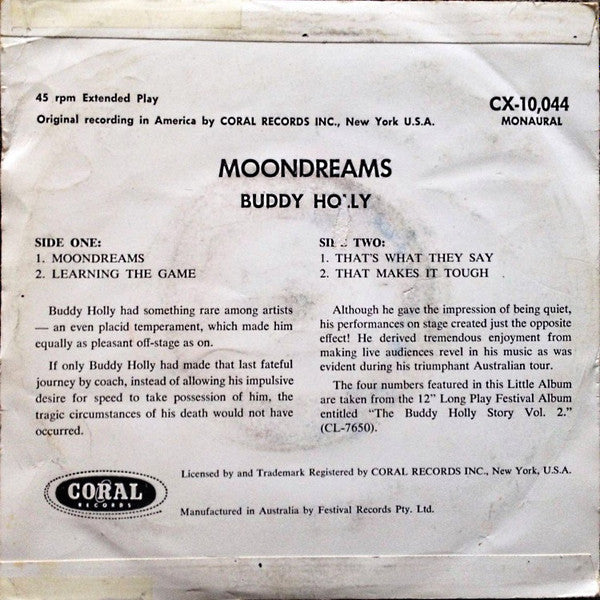 45 rpm Extended Play
CX-10,044
Original recording in America by CORAL RECORDS INC., New York U.S.A.
MONAURAL
MOONDREAMS
BUDDY HOLLY
SIDE ONE:
1. MOONDREAMS
2. LEARNING THE GAME
SIDE TWO:
1. THAT'S WHAT THEY SAY
2. THAT MAKES IT TOUGH
Buddy Holly had something rare among artists
— an even placid temperament, which made him
equally as pleasant off-stage as on.
If only Buddy Holly had made that last fateful
journey by coach, instead of allowing his impulsive
desire for speed to take possession of him, the
tragic circumstances of his death would not have
occurred.
Although he gave the impression of being quiet,
his performances on stage created just the opposite
effect! He derived tremendous enjoyment from
making live audiences revel in his music as was
evident during his triumphant Australian tour.
The four numbers featured in this Little Album
are taken from the 12" Long Play Festival Album
entitled "The Buddy Holly Story Vol. 2."
(CL-7650).
CORAL
RECORDS
Licensed by and Trademark Registered by CORAL RECORDS INC., New York, U.S.A.
Manufactured in Australia by Festival Records Pty. Ltd.